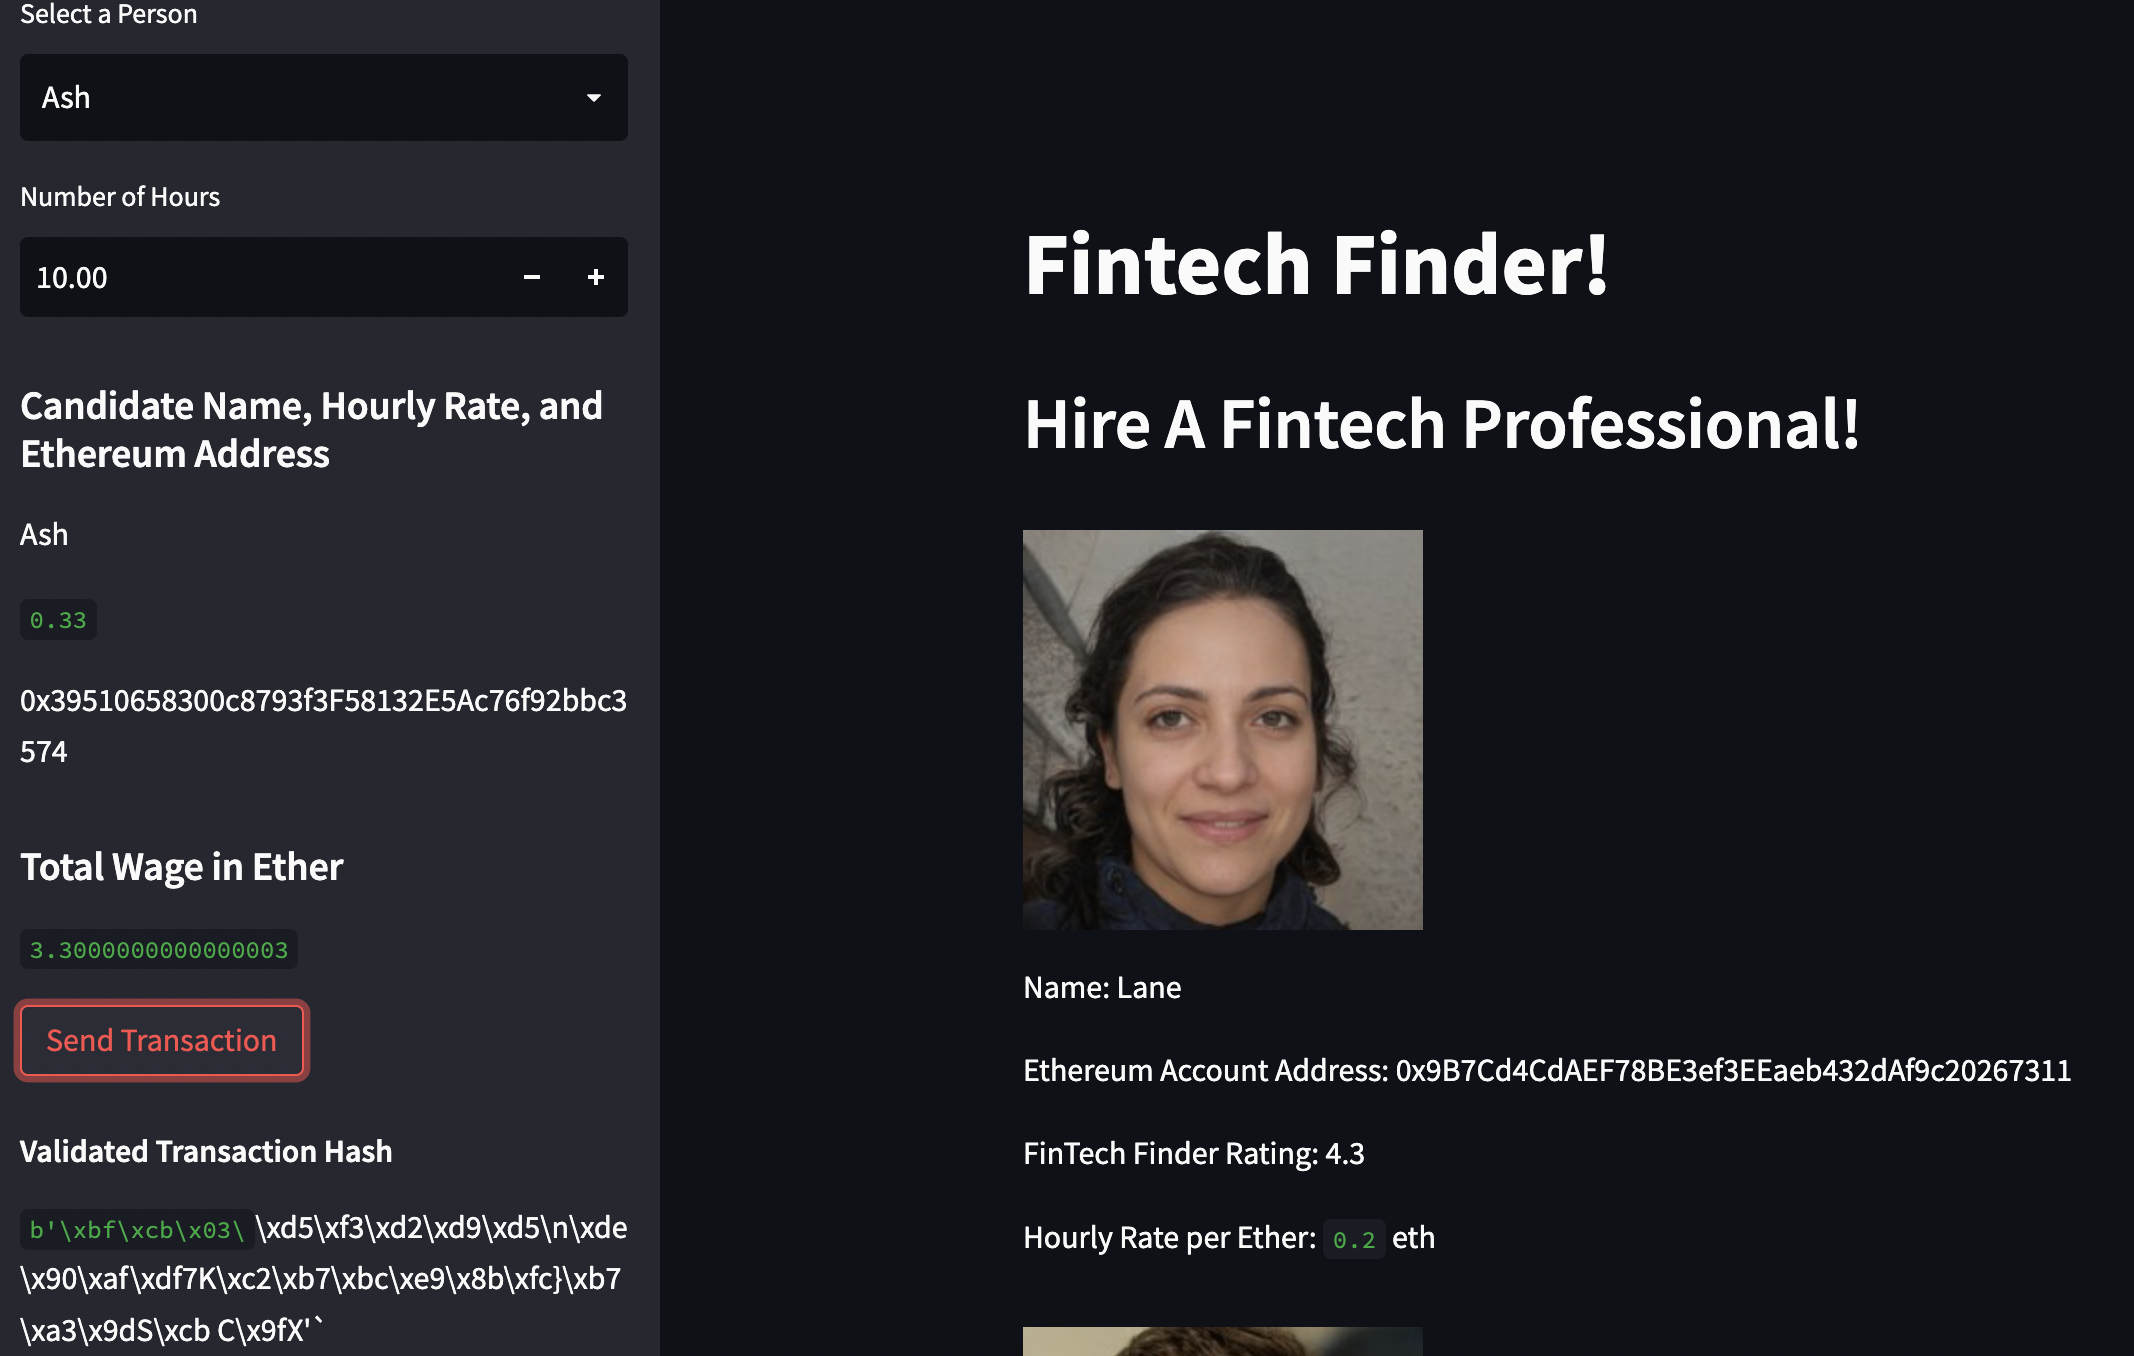 Select a Person
Ash
Number of Hours
10.00
Candidate Name, Hourly Rate, and
Ethereum Address
Ash
0.33
0x39510658300c8793f3F58132E5Ac76f92bbc3
574
Total Wage in Ether
3.3000000000000003
Send Transaction
Validated Transaction Hash
b'\xbf\xcb\x03\ \xd5\xf3\xd2\xd9\xd5\n\xde
\x90\xaf\xdf7K\xc2\xb7\xbc\xe9\x8b\xfc}\xb7
\xa3\x9dS\xcb C\x9fX'`
Fintech Finder!
Hire A Fintech Professional!
Name: Lane
Ethereum Account Address: 0x9B7Cd4CdAEF78BE3ef3EEaeb432dAf9c20267311
FinTech Finder Rating: 4.3
Hourly Rate per Ether: 0.2 eth